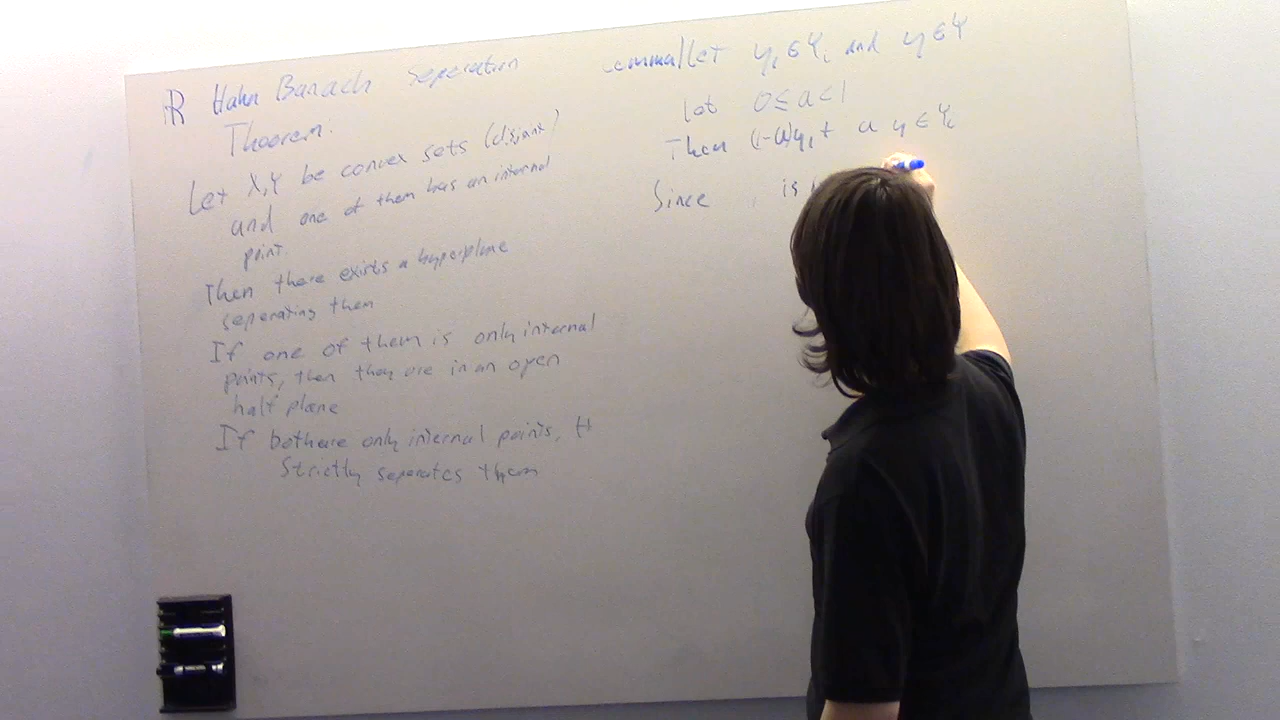 ℝ Hahn Banach Seperation
Theorem:
Let X,Y be convex sets (disjoint)
and one of them has an internal
point.
Then there exists a hyperplane
seperating them
If one of them is only internal
points, then they are in an open
half plane
If both are only internal points, H
Strictly seperates them
let y₁ ∈ Yᵢ and y ∈ Y
let 0 ≤ a < 1
Then (1-a)y₁ + a y ∈ Yᵢ
Since , is